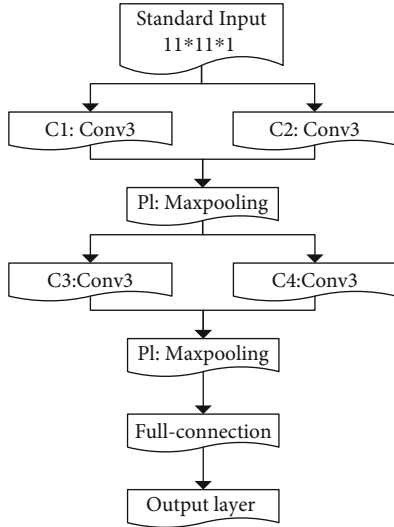 Standard Input
11*11*1
C1: Conv3
C2: Conv3
Pl: Maxpooling
C3:Conv3
C4:Conv3
Pl: Maxpooling
Full-connection
Output layer